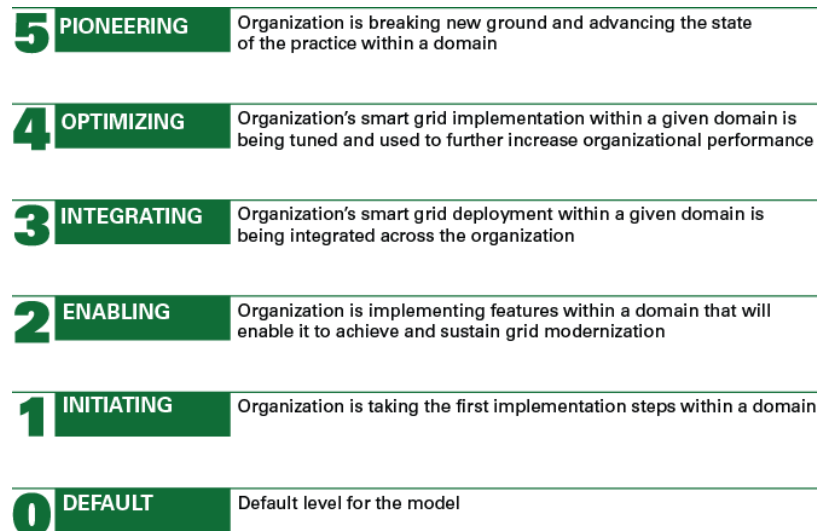 5 PIONEERING Organization is breaking new ground and advancing the state
of the practice within a domain
4 OPTIMIZING Organization’s smart grid implementation within a given domain is
being tuned and used to further increase organizational performance
3 INTEGRATING Organization’s smart grid deployment within a given domain is
being integrated across the organization
2 ENABLING Organization is implementing features within a domain that will
enable it to achieve and sustain grid modernization
1 INITIATING Organization is taking the first implementation steps within a domain
0 DEFAULT Default level for the model